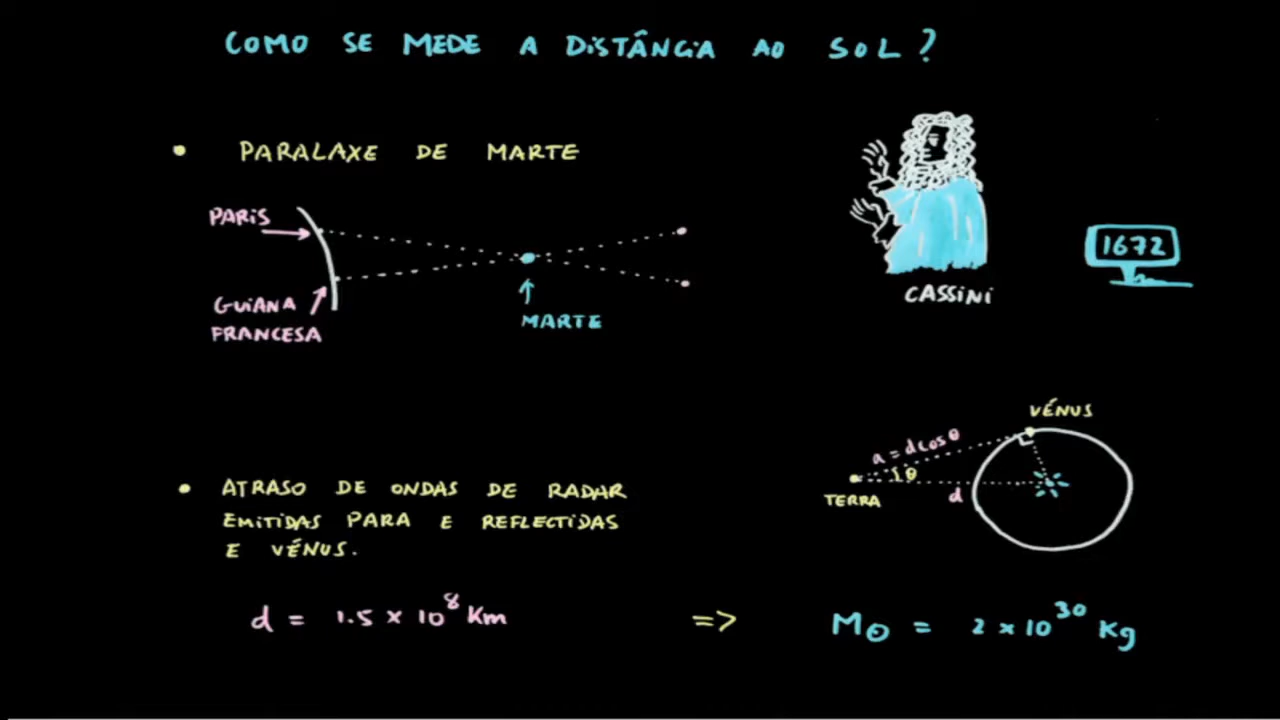 COMO SE MEDE A DISTÂNGIA AO SOL?
• PARALAXE DE MARTE
PARIS
GUIANA
FRANCESA
MARTE
CASSINI
1672
VÉNUS
a = d cos θ
θ
d
TERRA
• ATRASO DE ONDAS DE RADAR
EMITIDAS PARA E REFLECTIDAS
E VÉNUS.
d = 1.5 × 10⁸ Km
=> M⊙ = 2 × 10³⁰ Kg